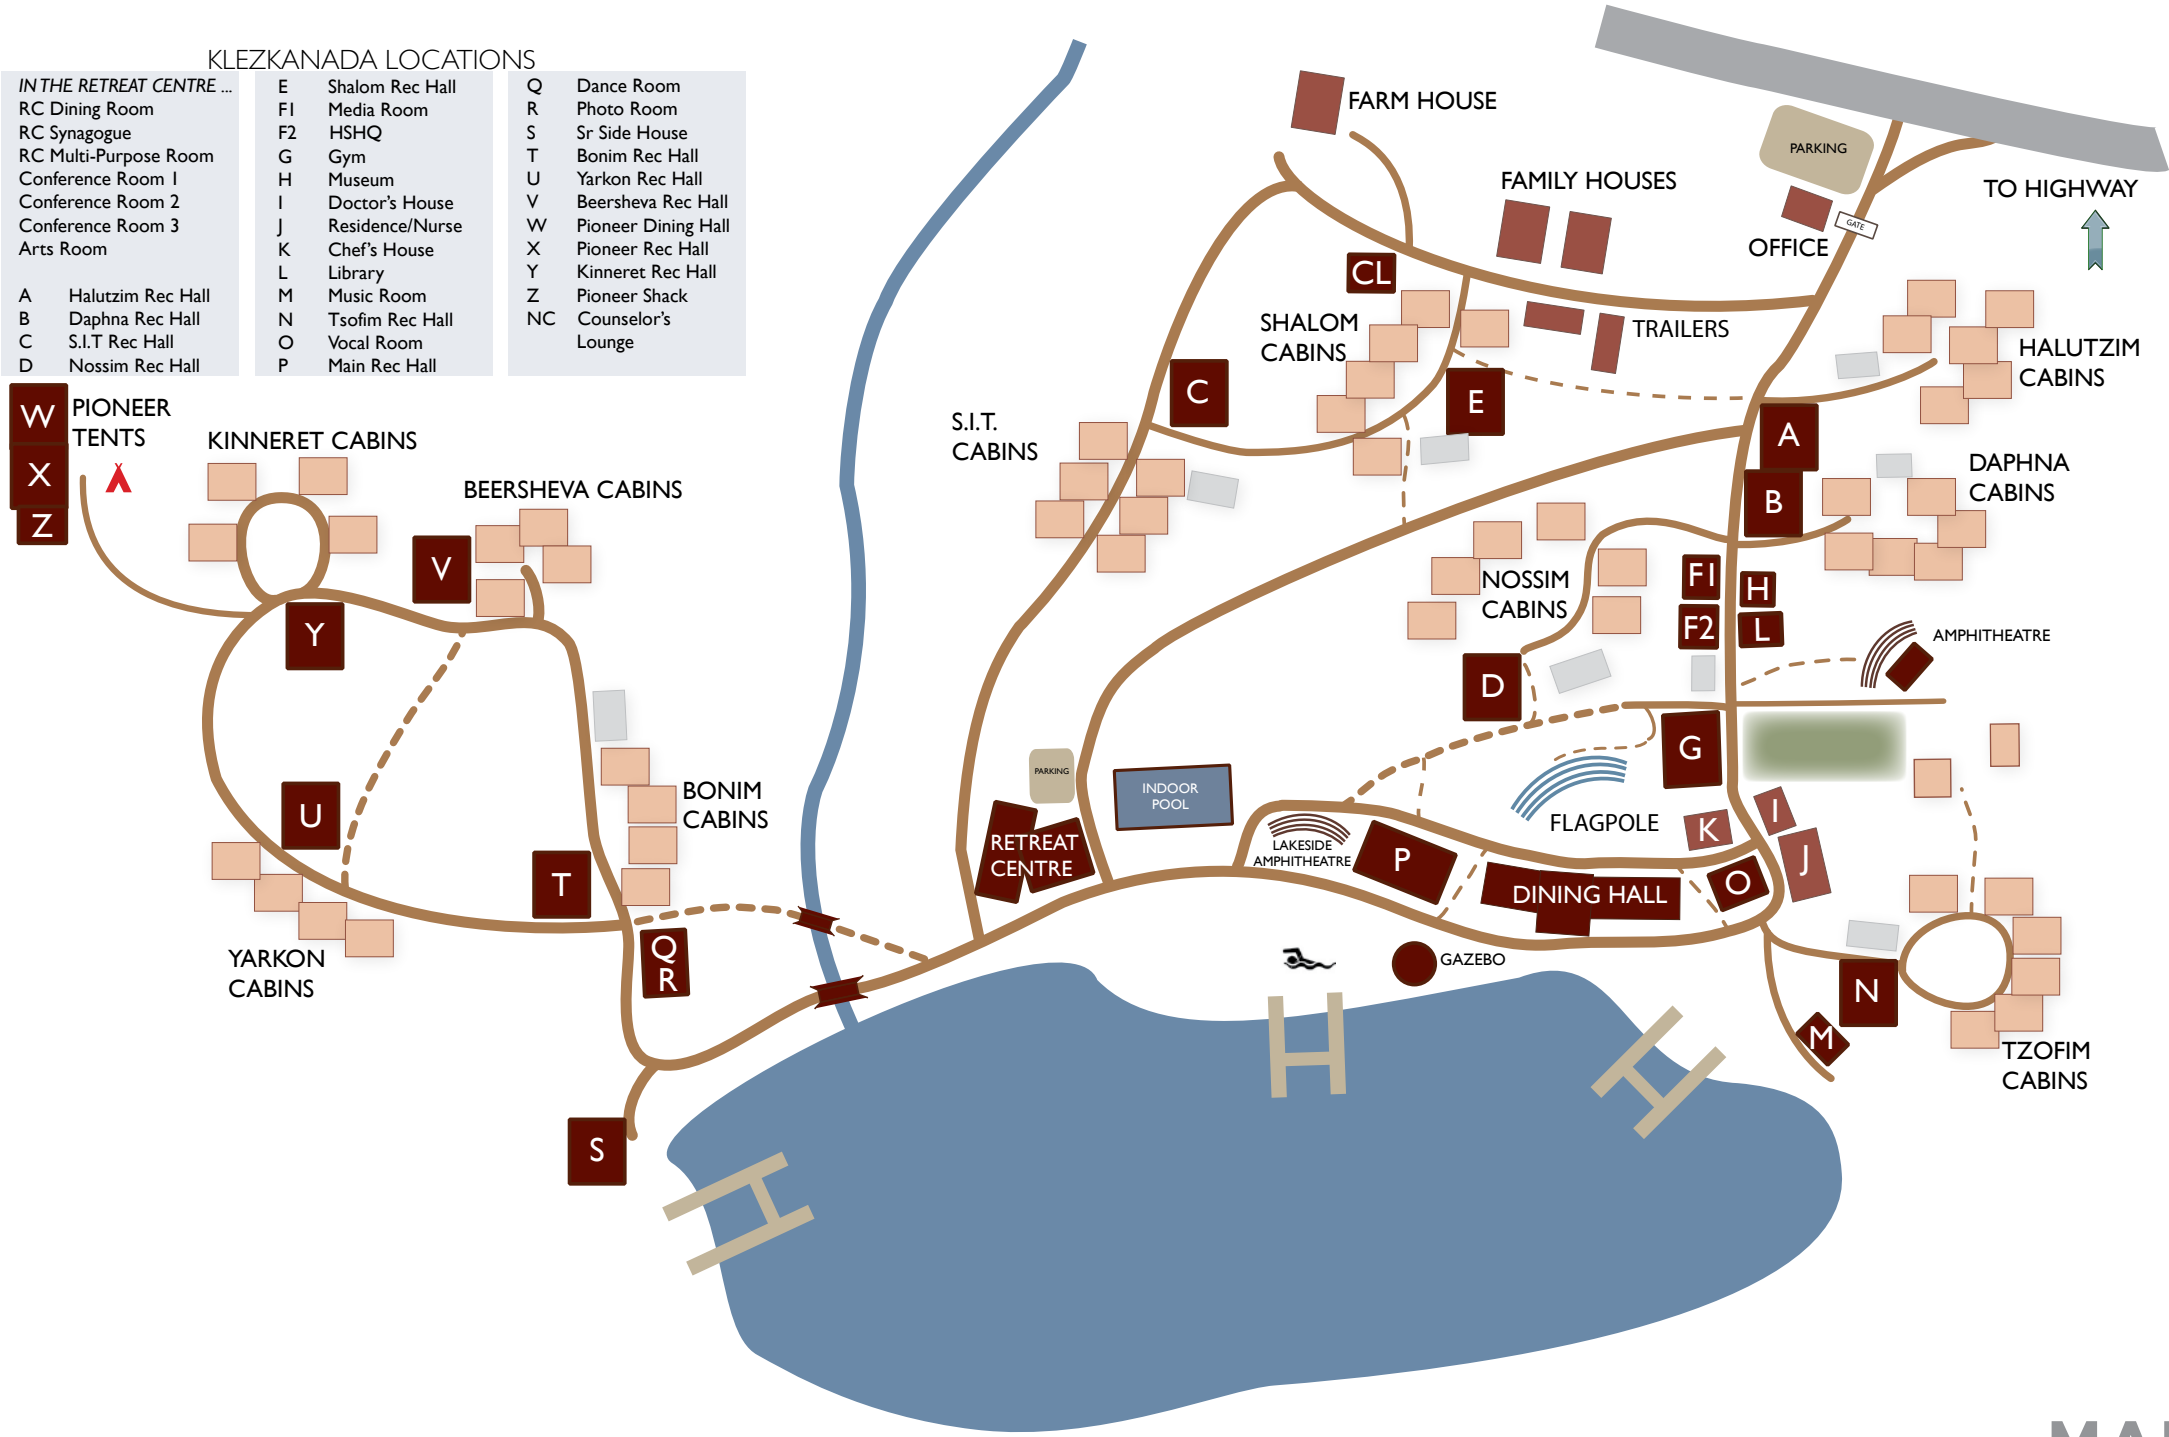 KLEZKANADA LOCATIONS
IN THE RETREAT CENTRE ...
RC Dining Room
RC Synagogue
RC Multi-Purpose Room
Conference Room 1
Conference Room 2
Conference Room 3
Arts Room
A Halutzim Rec Hall
B Daphna Rec Hall
C S.I.T Rec Hall
D Nossim Rec Hall
E Shalom Rec Hall
F1 Media Room
F2 HSHQ
G Gym
H Museum
I Doctor's House
J Residence/Nurse
K Chef's House
L Library
M Music Room
N Tsofim Rec Hall
O Vocal Room
P Main Rec Hall
Q Dance Room
R Photo Room
S Sr Side House
T Bonim Rec Hall
U Yarkon Rec Hall
V Beersheva Rec Hall
W Pioneer Dining Hall
X Pioneer Rec Hall
Y Kinneret Rec Hall
Z Pioneer Shack
NC Counselor's
Lounge
W
X
Z
PIONEER
TENTS
KINNERET CABINS
BEERSHEVA CABINS
V
Y
U
T
BONIM
CABINS
YARKON
CABINS
Q
R
S
FARM HOUSE
FAMILY HOUSES
PARKING
OFFICE
GATE
TO HIGHWAY
CL
SHALOM
CABINS
TRAILERS
HALUTZIM
CABINS
C
E
S.I.T.
CABINS
A
B
DAPHNA
CABINS
NOSSIM
CABINS
F1
H
F2
L
AMPHITHEATRE
D
G
PARKING
INDOOR
POOL
FLAGPOLE
RETREAT
CENTRE
LAKESIDE
AMPHITHEATRE
P
DINING HALL
K
I
J
O
GAZEBO
N
M
TZOFIM
CABINS